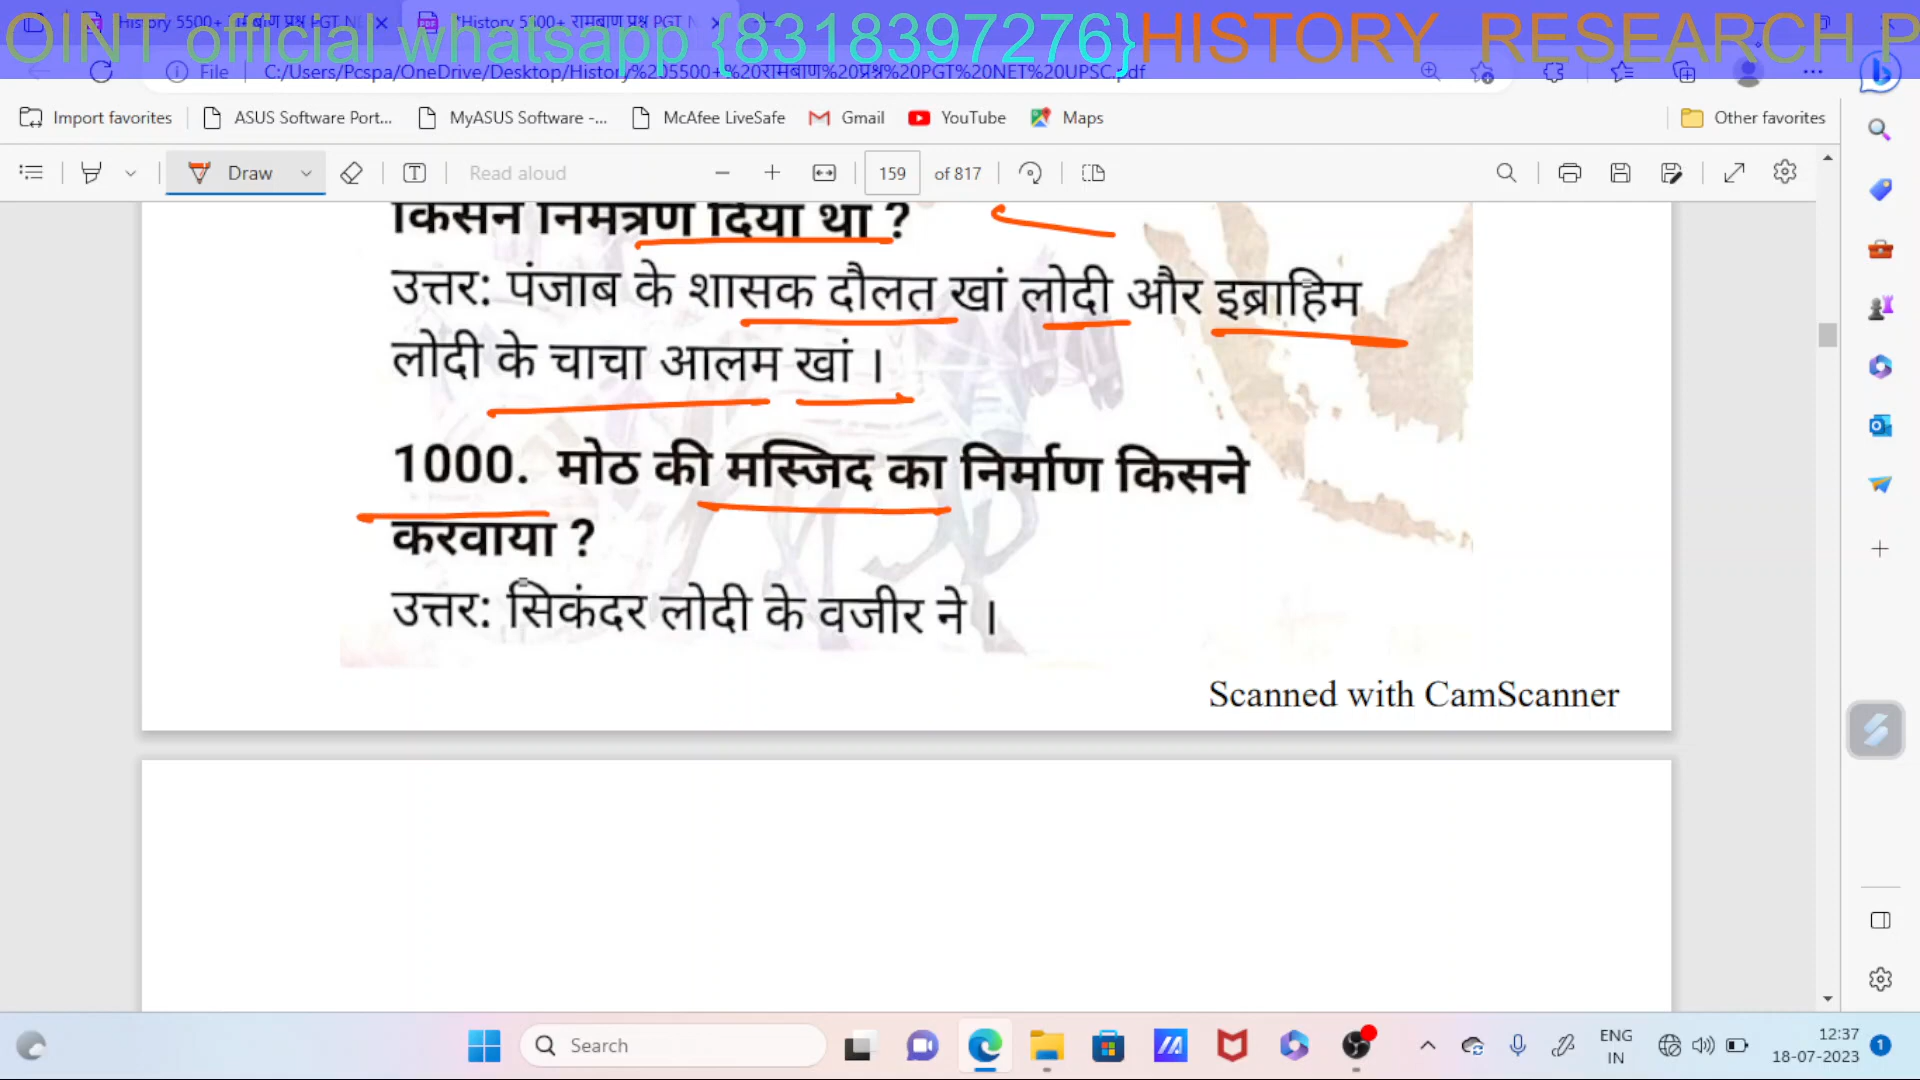 History 5500+ रामबाण प्रश्न PGT NE
*History 5500+ रामबाण प्रश्न PGT N
OINT official whatsapp {8318397276}HISTORY RESEARCH P
File C:/Users/Pcspa/OneDrive/Desktop/History%205500+%20रामबाण%20प्रश्न%20PGT%20NET%20UPSC.pdf
Import favorites ASUS Software Port... MyASUS Software -... McAfee LiveSafe Gmail YouTube Maps Other favorites
Draw Read aloud 159 of 817
किसने निमंत्रण दिया था ?
उत्तर: पंजाब के शासक दौलत खां लोदी और इब्राहिम
लोदी के चाचा आलम खां ।
1000. मोठ की मस्जिद का निर्माण किसने
करवाया ?
उत्तर: सिकंदर लोदी के वजीर ने ।
Scanned with CamScanner
Search
ENG
IN
12:37
18-07-2023
1